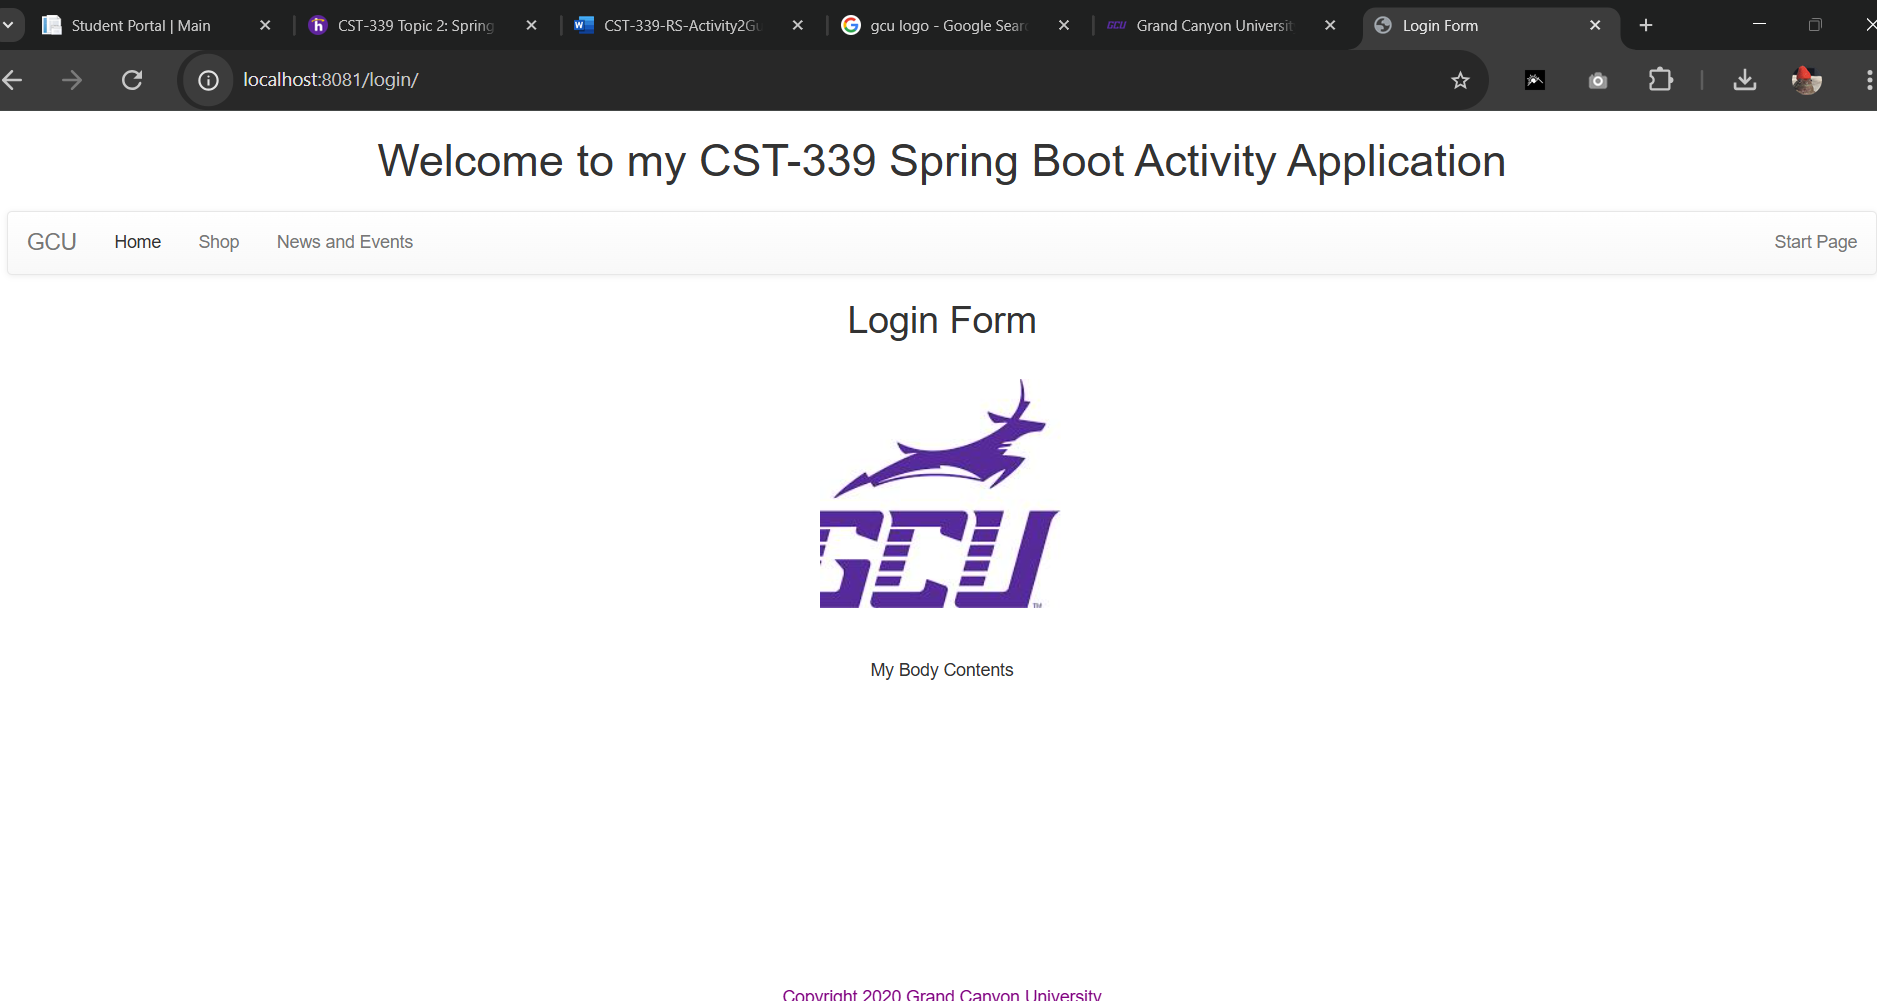 Student Portal | Main
CST-339 Topic 2: Spring
CST-339-RS-Activity2Gu
gcu logo - Google Sear
GCU
Grand Canyon Universit
Login Form
localhost:8081/login/
Welcome to my CST-339 Spring Boot Activity Application
GCU Home Shop News and Events Start Page
Login Form
GCU
TM
My Body Contents
Copyright 2020 Grand Canyon University